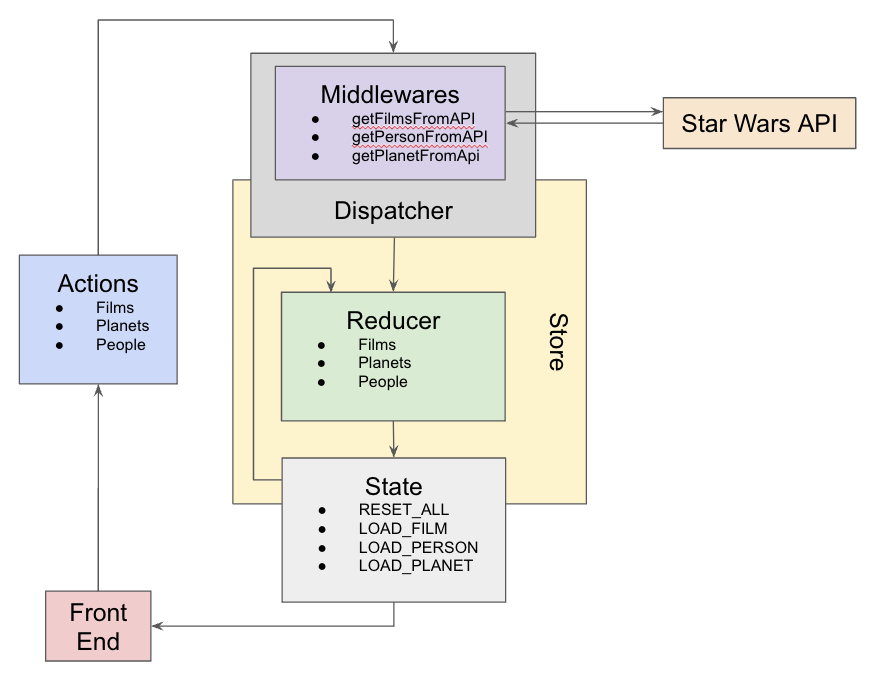 Middlewares
● getFilmsFromAPI
● getPersonFromAPI
● getPlanetFromApi
Star Wars API
Dispatcher
Actions
● Films
● Planets
● People
Reducer
● Films
● Planets
● People
Store
State
● RESET_ALL
● LOAD_FILM
● LOAD_PERSON
● LOAD_PLANET
Front
End